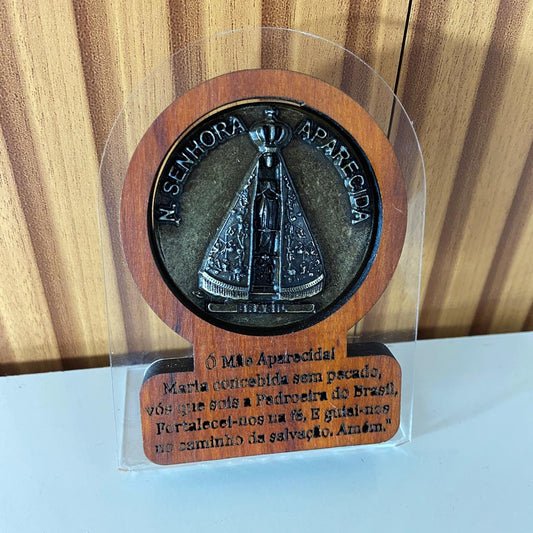 N. SENHORA APARECIDA
BRASIL
Ó Mãe Aparecida!
Maria concebida sem pecado,
vós que sois a Padroeira do Brasil,
Fortalecei-nos na fé, E guiai-nos
no caminho da salvação. Amém."